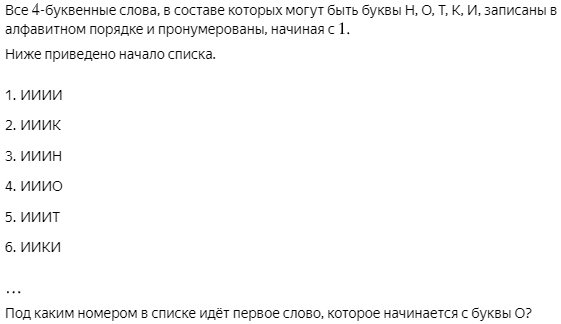 Все 4-буквенные слова, в составе которых могут быть буквы Н, О, Т, К, И, записаны в
алфавитном порядке и пронумерованы, начиная с 1.
Ниже приведено начало списка.
1. ИИИИ
2. ИИИК
3. ИИИН
4. ИИИО
5. ИИИТ
6. ИИКИ
...
Под каким номером в списке идёт первое слово, которое начинается с буквы О?